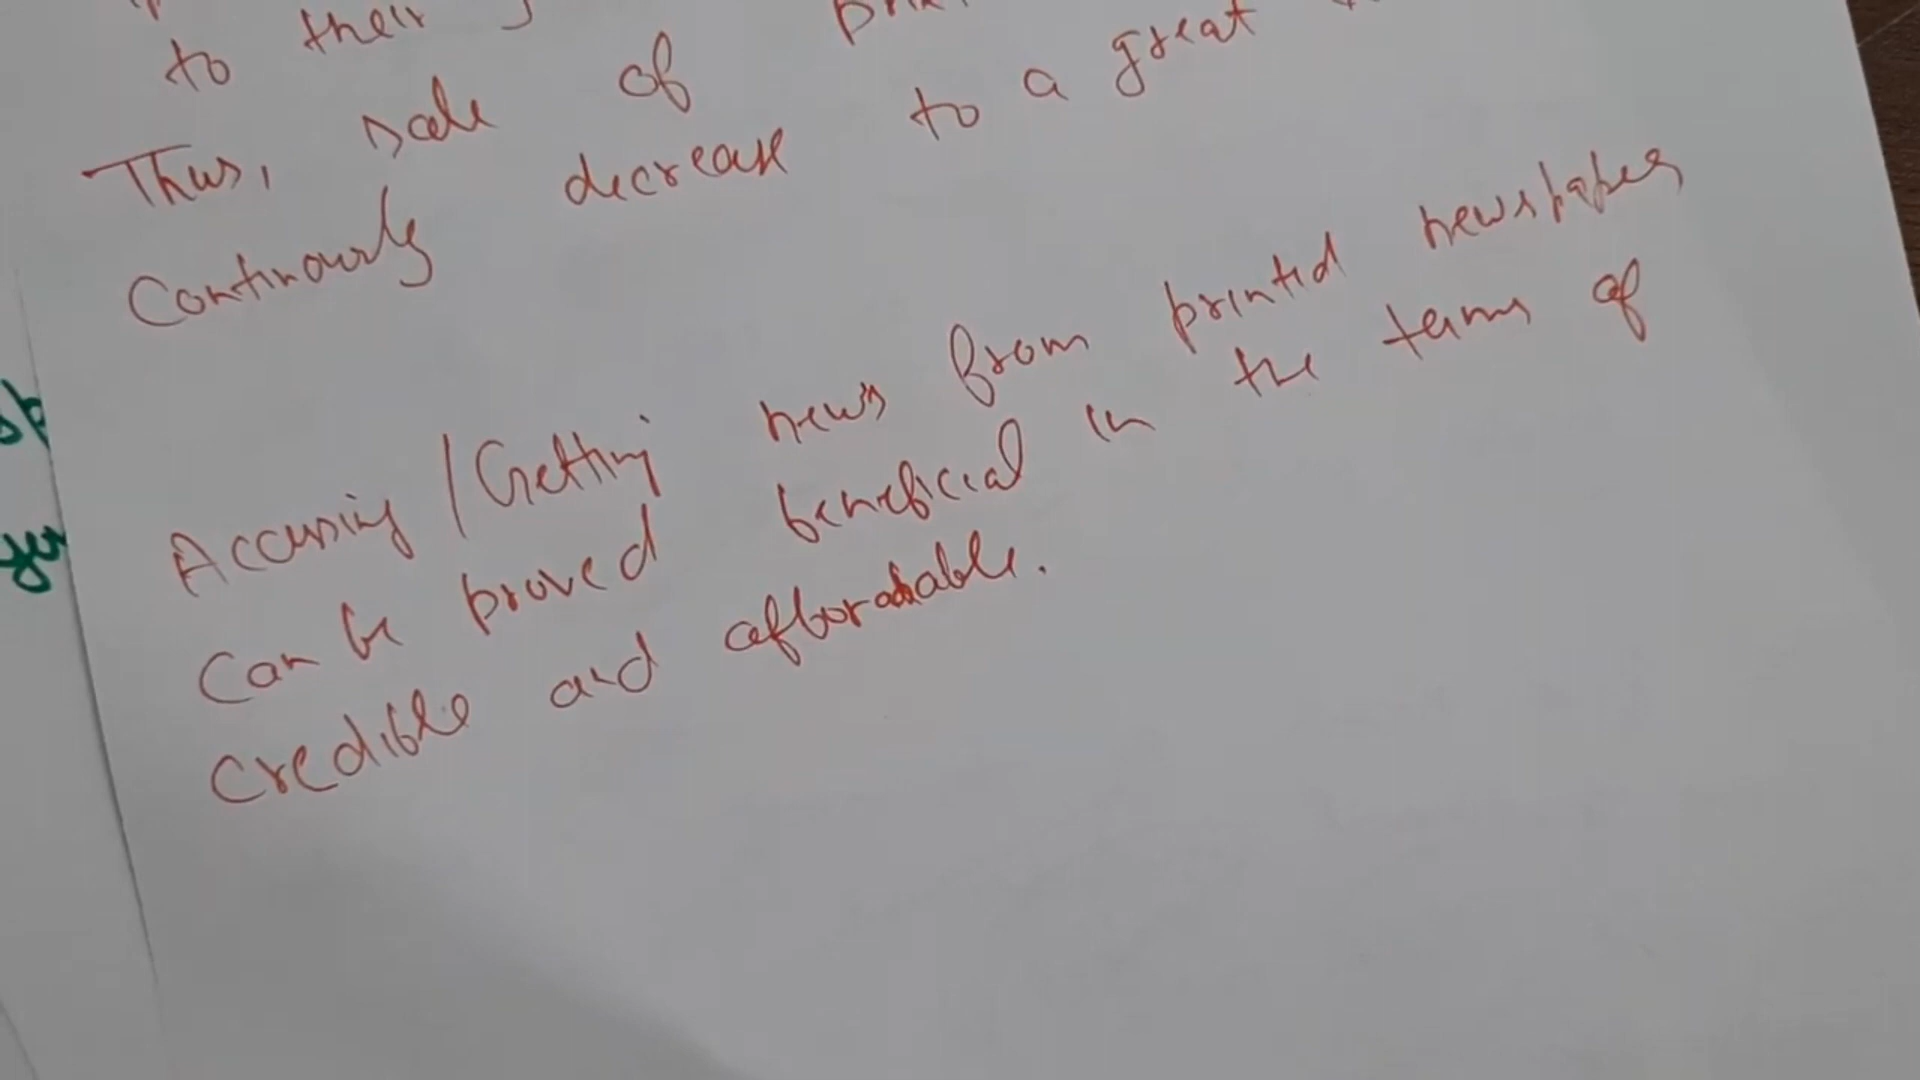 to their
Thus, sale of
Continously decrease to a great
Accessing / Getting news from printed newspapers
can be proved beneficial in the terms of
credible and affordable.